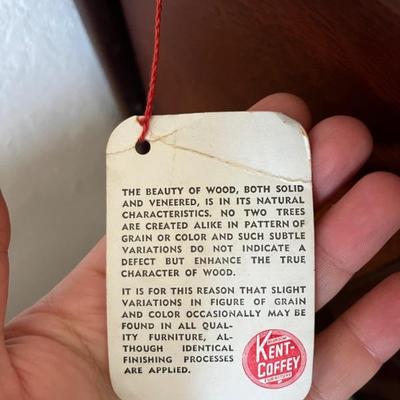 THE BEAUTY OF WOOD, BOTH SOLID
AND VENEERED, IS IN ITS NATURAL
CHARACTERISTICS. NO TWO TREES
ARE CREATED ALIKE IN PATTERN OF
GRAIN OR COLOR AND SUCH SUBTLE
VARIATIONS DO NOT INDICATE A
DEFECT BUT ENHANCE THE TRUE
CHARACTER OF WOOD.
IT IS FOR THIS REASON THAT SLIGHT
VARIATIONS IN FIGURE OF GRAIN
AND COLOR OCCASIONALLY MAY BE
FOUND IN ALL QUAL-
ITY FURNITURE, AL-
THOUGH IDENTICAL
FINISHING PROCESSES
ARE APPLIED.
KENT-
COFFEY
FURNITURE